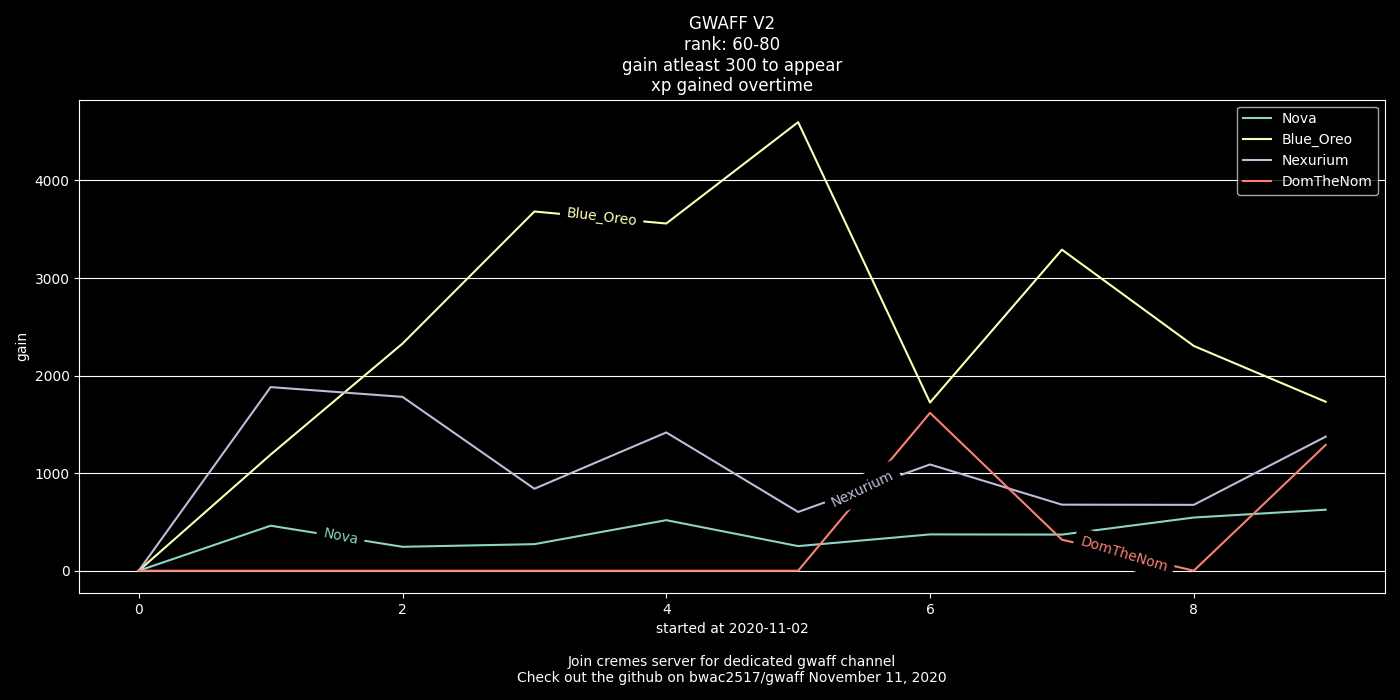 GWAFF V2
rank: 60-80
gain atleast 300 to appear
xp gained overtime
Nova
Blue_Oreo
Nexurium
DomTheNom
Blue_Oreo
Nexurium
Nova
DomTheNom
gain
4000
3000
2000
1000
0
0 2 4 6 8
started at 2020-11-02
Join cremes server for dedicated gwaff channel
Check out the github on bwac2517/gwaff November 11, 2020